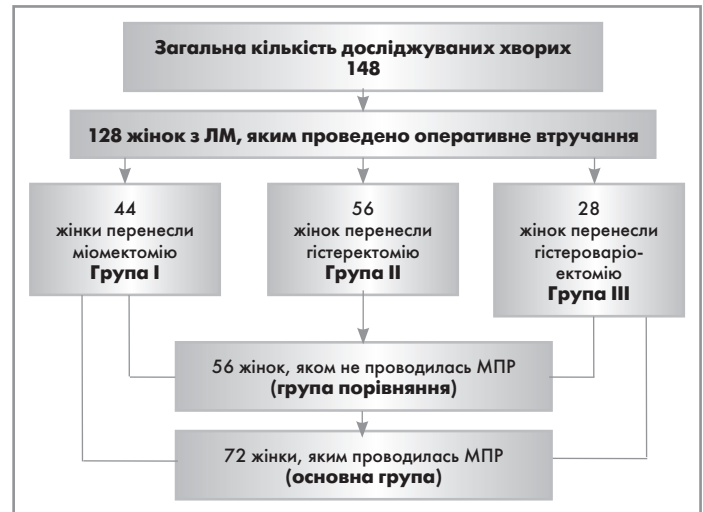 Загальна кількість досліджуваних хворих
148
128 жінок з ЛМ, яким проведено оперативне втручання
44
жінки перенесли
міомектомію
Група I
56
жінок перенесли
гістеректомію
Група II
28
жінок перенесли
гістероваріо-
ектомію
Група III
56 жінок, яком не проводилась МПР
(група порівняння)
72 жінки, яким проводилась МПР
(основна група)